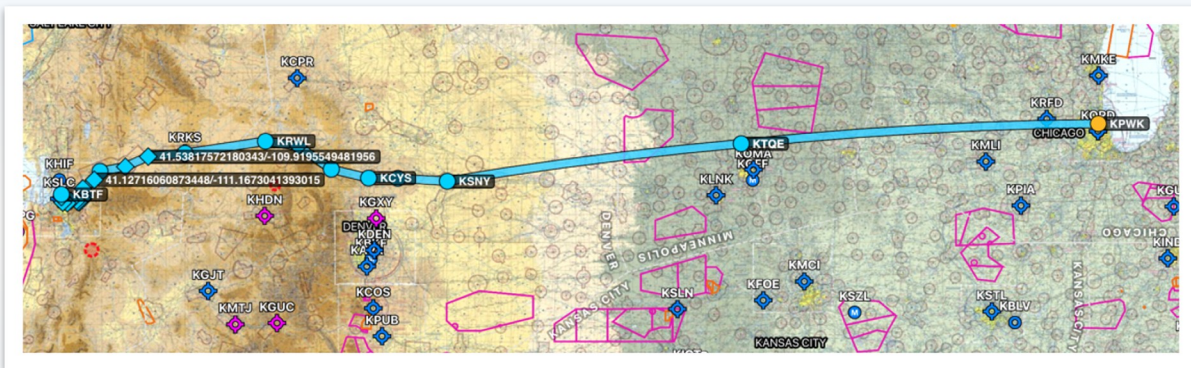 SALT LAKE CITY
KCPR
KMKE
KRFD
KORD
KPWK
CHICAGO
KRKS
KRWL
KTQE
KOMA
KOFF
KMLI
41.53817572180343/-109.9195549481956
KHIF
KSLC
41.12716060873448/-111.1673041393015
KCYS
KSNY
KBTF
KLNK
KPIA
KHDN
KGXY
DENVER
KDEN
DENVER
MINNEAPOLIS
CHICAGO
KGJT
KMCI
KFOE
KSZL
KSLN
KANSAS CITY
KANSAS CITY
KMTJ
KGUC
KCOS
KPUB
KSTL
KBLV
M
M
KANSAS CITY